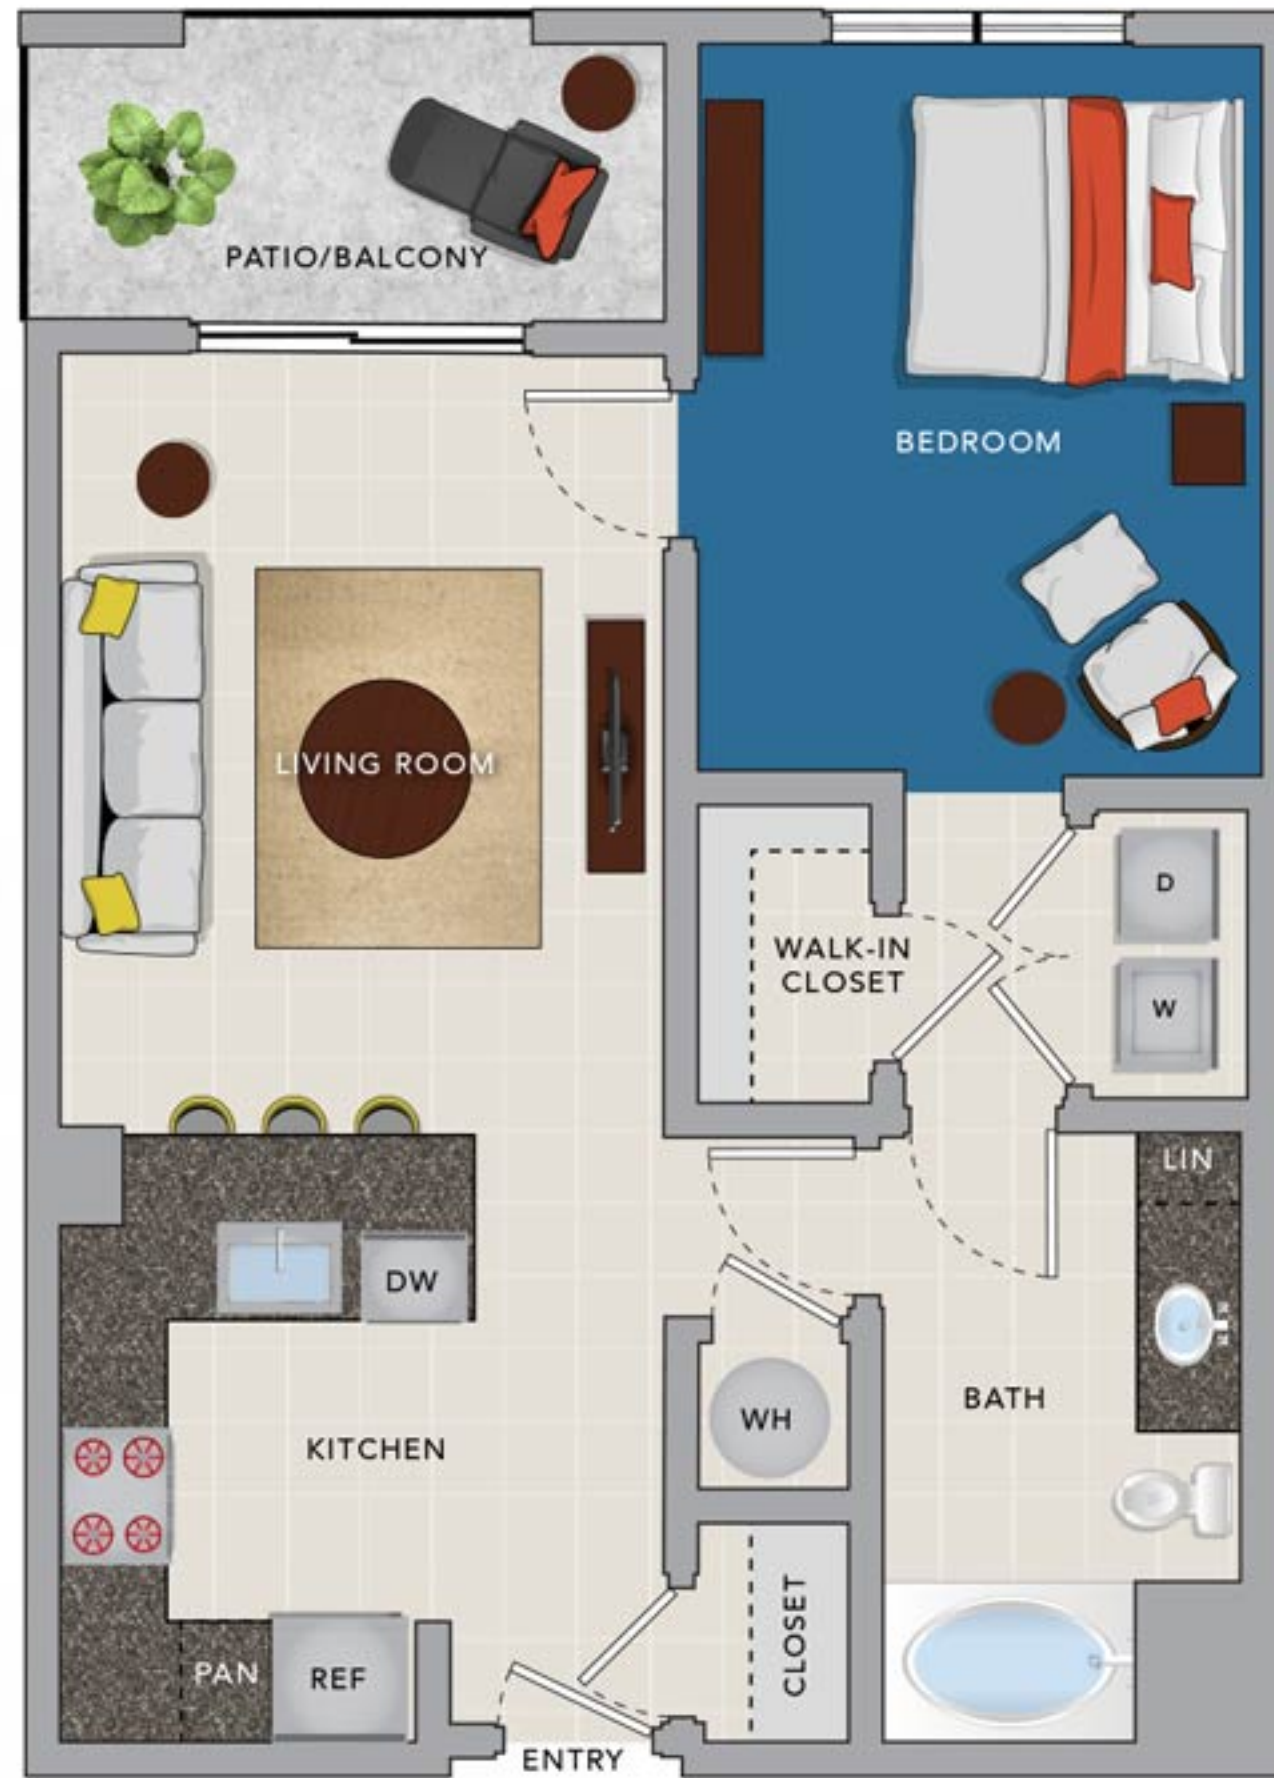 PATIO/BALCONY
BEDROOM
LIVING ROOM
D
WALK-IN
CLOSET
W
LIN
DW
BATH
WH
KITCHEN
CLOSET
PAN
REF
ENTRY